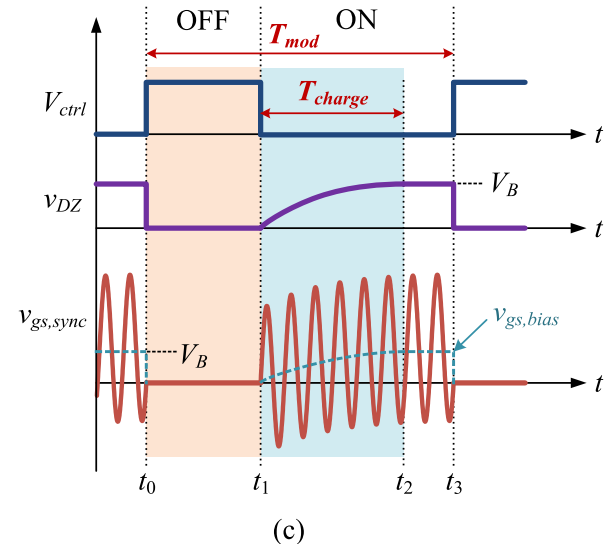 OFF ON
T_mod
V_ctrl
T_charge
t
v_DZ
V_B
t
v_gs,sync
v_gs,bias
V_B
t
t_0 t_1 t_2 t_3
(c)